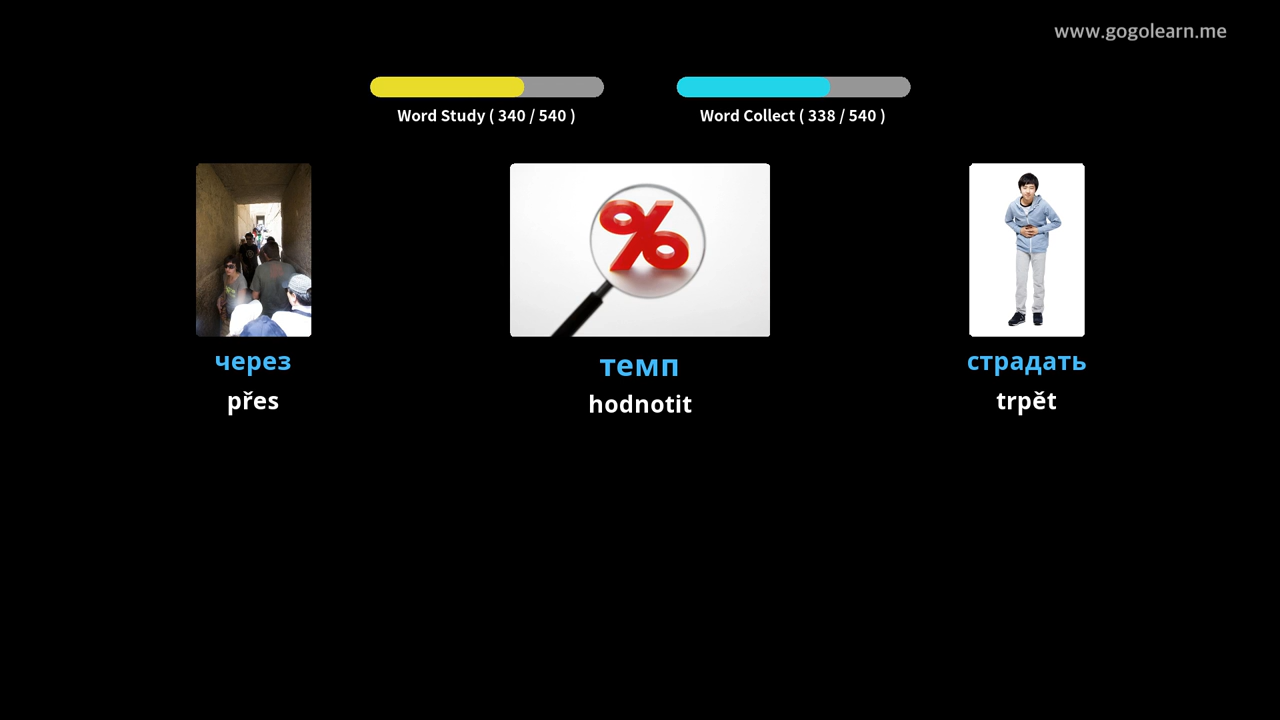 www.gogolearn.me
Word Study ( 340 / 540 )
Word Collect ( 338 / 540 )
через
темп
страдать
přes
hodnotit
trpět